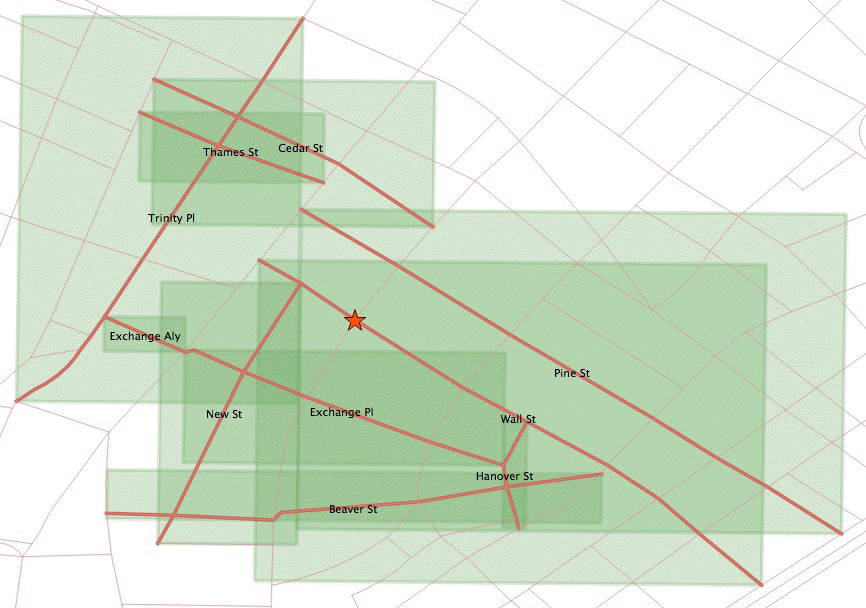 Cedar St
Thames St
Trinity Pl
Exchange Aly
Pine St
New St
Exchange Pl
Wall St
Hanover St
Beaver St